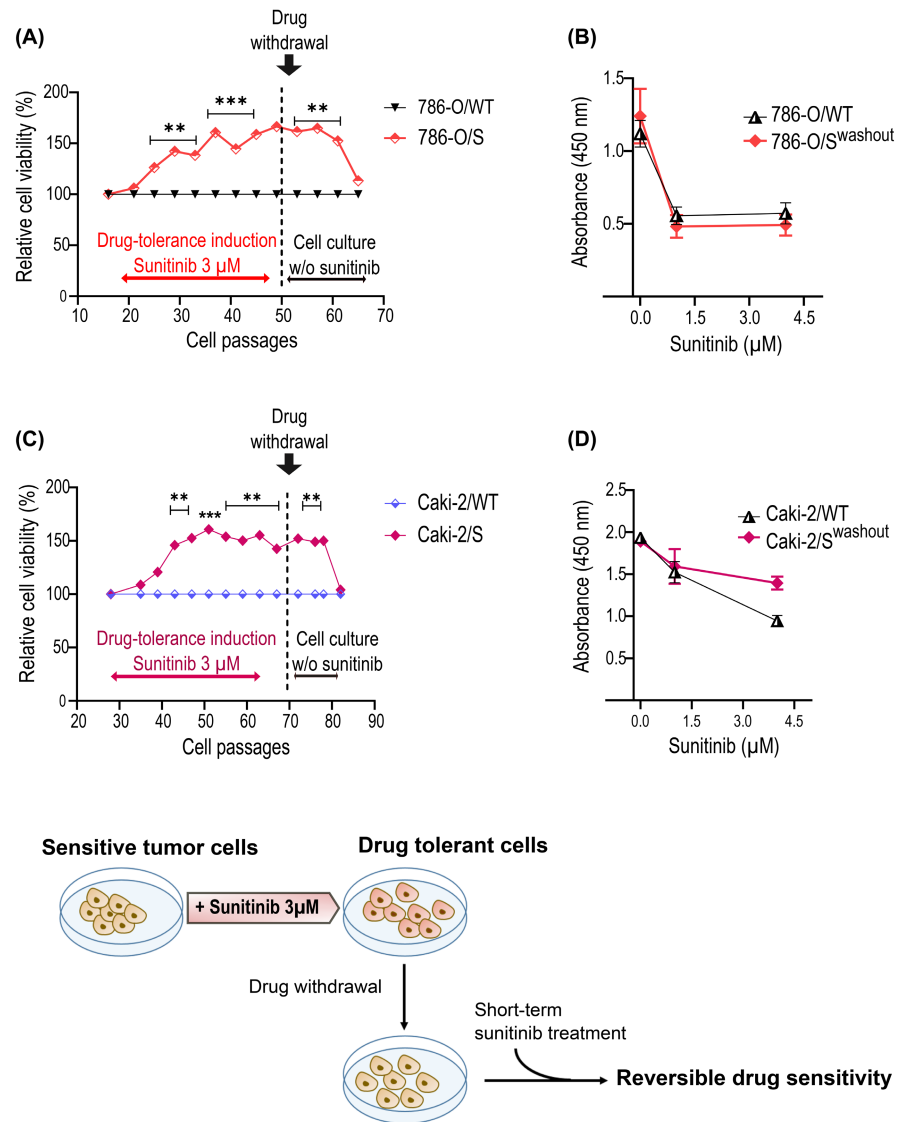 (A)
Drug
withdrawal
Relative cell viability (%)
200
150
100
50
0
**
***
**
786-O/WT
786-O/S
Drug-tolerance induction
Sunitinib 3 µM
Cell culture
w/o sunitinib
10 20 30 40 50 60 70
Cell passages
(B)
Absorbance (450 nm)
1.5
1.0
0.5
786-O/WT
786-O/Swashout
0.0 1.5 3.0 4.5
Sunitinib (µM)
(C)
Drug
withdrawal
Relative cell viability (%)
200
150
100
50
0
**
***
**
**
Caki-2/WT
Caki-2/S
Drug-tolerance induction
Sunitinib 3 µM
Cell culture
w/o sunitinib
20 30 40 50 60 70 80 90
Cell passages
(D)
Absorbance (450 nm)
2.5
2.0
1.5
1.0
0.5
Caki-2/WT
Caki-2/Swashout
0.0 1.5 3.0 4.5
Sunitinib (µM)
Sensitive tumor cells
Drug tolerant cells
+ Sunitinib 3µM
Drug withdrawal
Short-term
sunitinib treatment
Reversible drug sensitivity